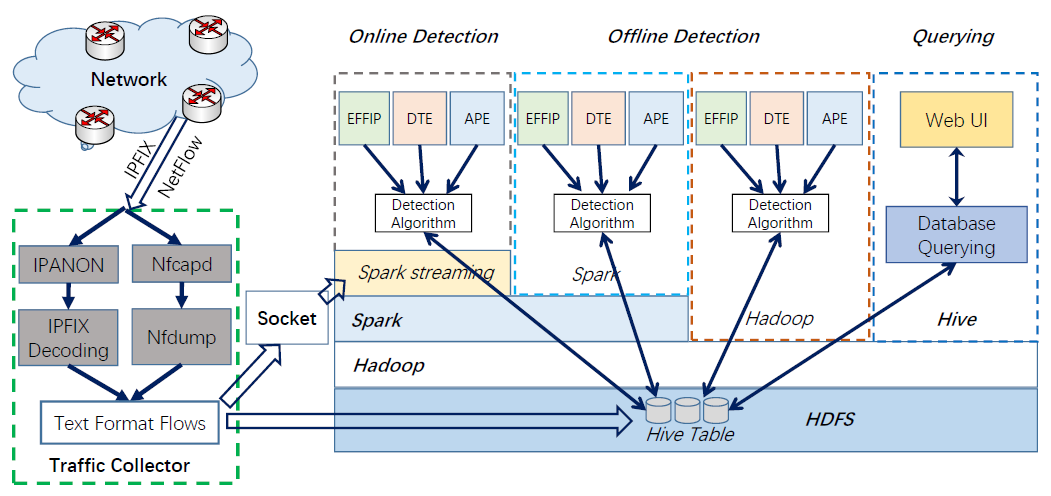 Online Detection
Offline Detection
Querying
Network
IPFIX
NetFlow
EFFIP
DTE
APE
EFFIP
DTE
APE
EFFIP
DTE
APE
Web UI
Detection
Algorithm
Detection
Algorithm
Detection
Algorithm
Database
Querying
IPANON
Nfcapd
Spark streaming
Spark
IPFIX
Decoding
Nfdump
Socket
Spark
Hadoop
Hive
Hadoop
Text Format Flows
HDFS
Hive Table
Traffic Collector